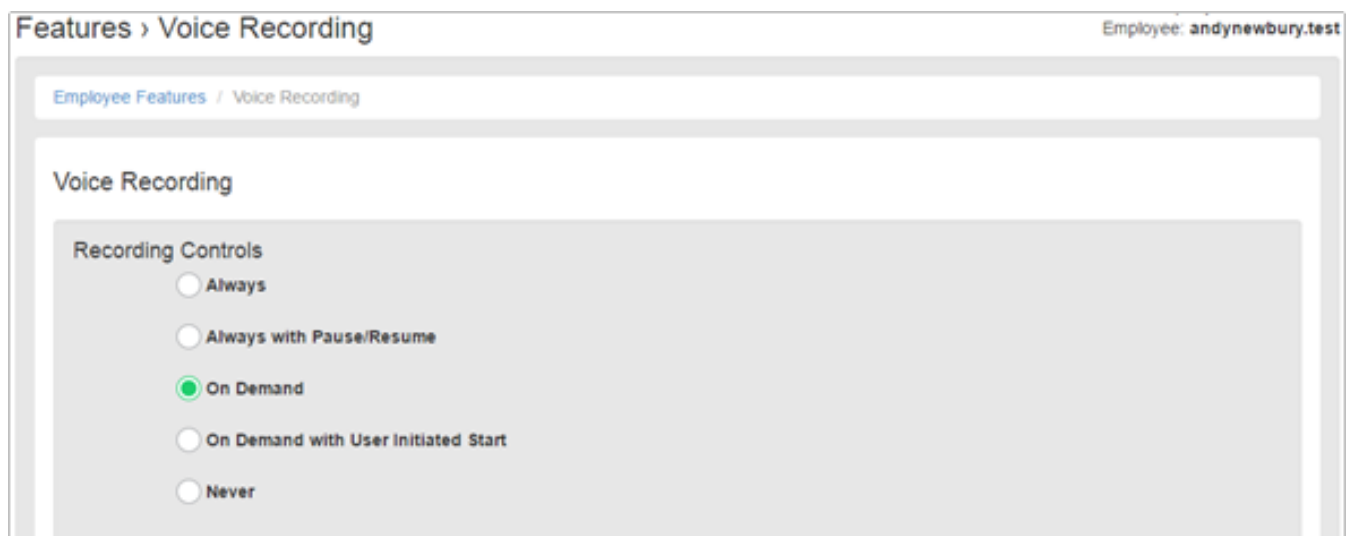 Features › Voice Recording
Employee: andynewbury.test
Employee Features / Voice Recording
Voice Recording
Recording Controls
Always
Always with Pause/Resume
On Demand
On Demand with User Initiated Start
Never